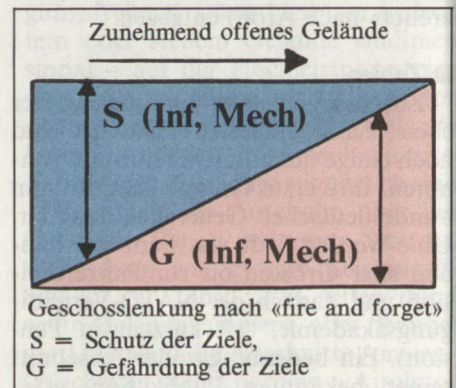 Zunehmend offenes Gelände
S (Inf, Mech)
G (Inf, Mech)
Geschosslenkung nach «fire and forget»
S = Schutz der Ziele,
G = Gefährdung der Ziele